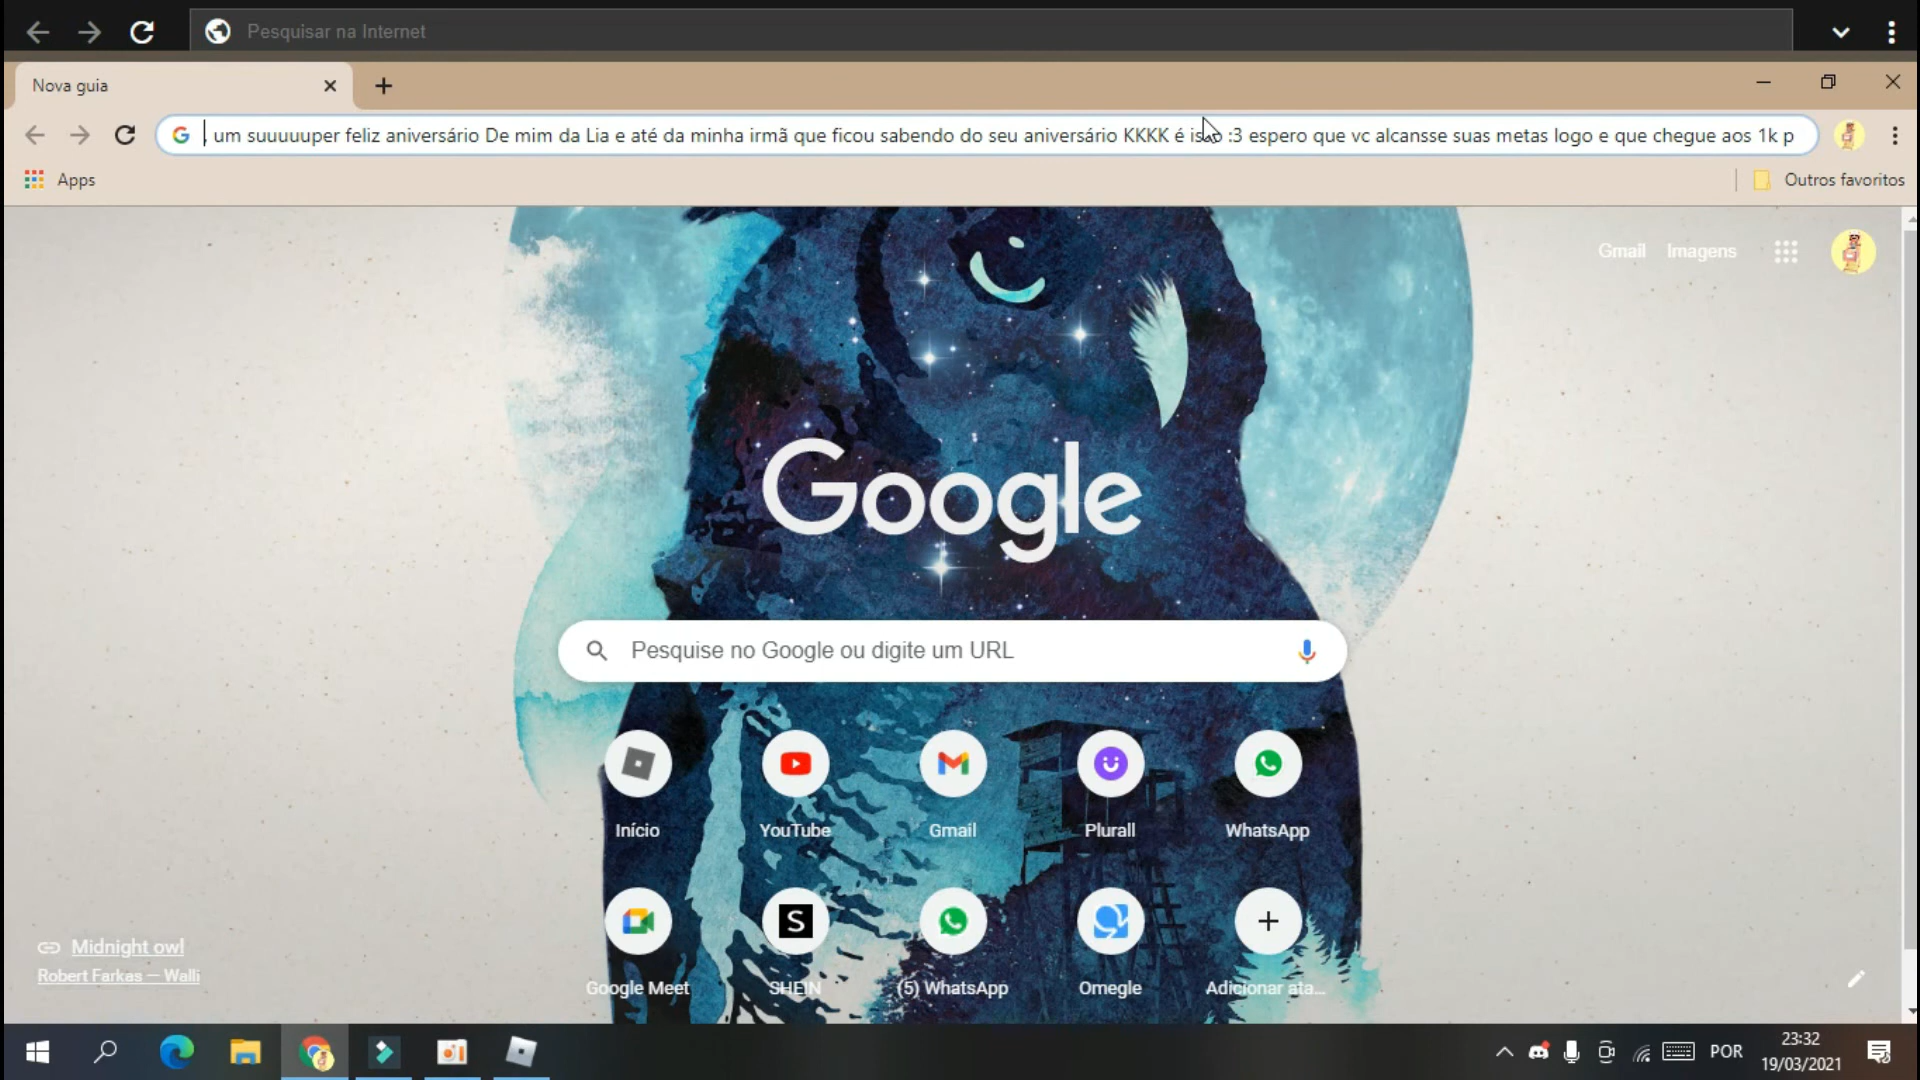 Pesquisar na Internet
Nova guia
, um suuuuuper feliz aniversário De mim da Lia e até da minha irmã que ficou sabendo do seu aniversário KKKK é isso :3 espero que vc alcansse suas metas logo e que chegue aos 1k p
Apps
Outros favoritos
Gmail Imagens
Google
Pesquise no Google ou digite um URL
Início YouTube Gmail Plurall WhatsApp
S
Google Meet SHEIN (5) WhatsApp Omegle Adicionar ata...
Midnight owl
Robert Farkas — Walli
POR
23:32
19/03/2021